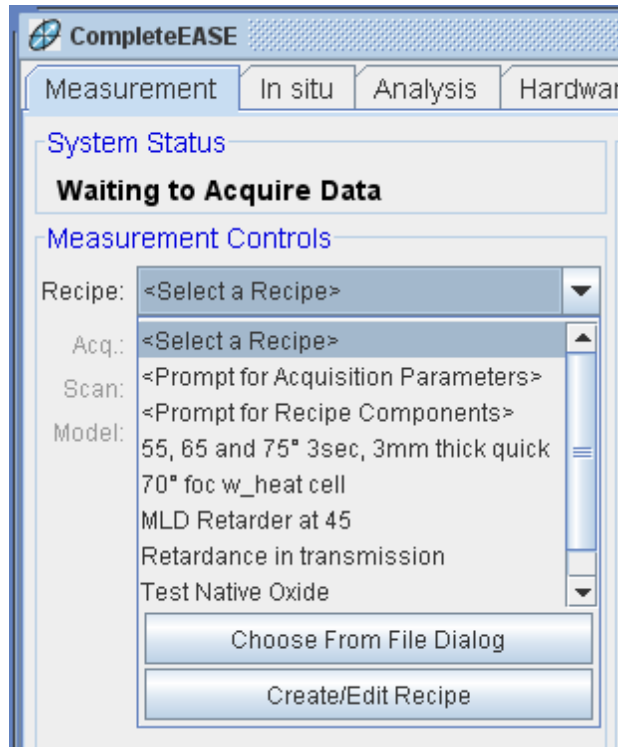 CompleteEASE
Measurement In situ Analysis Hardwar
System Status
Waiting to Acquire Data
Measurement Controls
Recipe: <Select a Recipe>
Acq.: <Select a Recipe>
<Prompt for Acquisition Parameters>
Scan: <Prompt for Recipe Components>
Model: 55, 65 and 75° 3sec, 3mm thick quick
70° foc w_heat cell
MLD Retarder at 45
Retardance in transmission
Test Native Oxide
Choose From File Dialog
Create/Edit Recipe